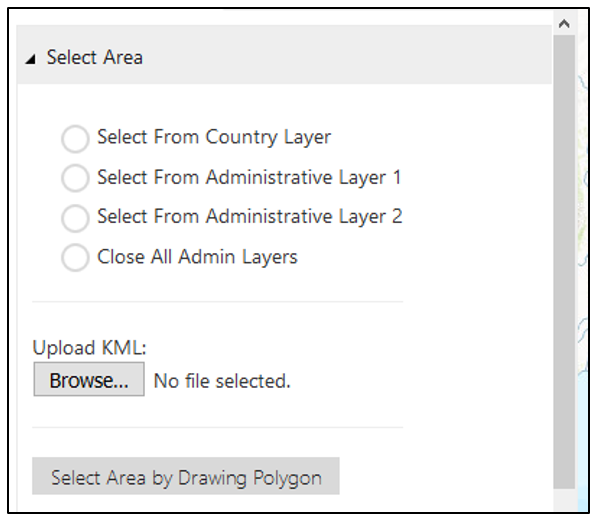 Select Area
Select From Country Layer
Select From Administrative Layer 1
Select From Administrative Layer 2
Close All Admin Layers
Upload KML:
Browse... No file selected.
Select Area by Drawing Polygon